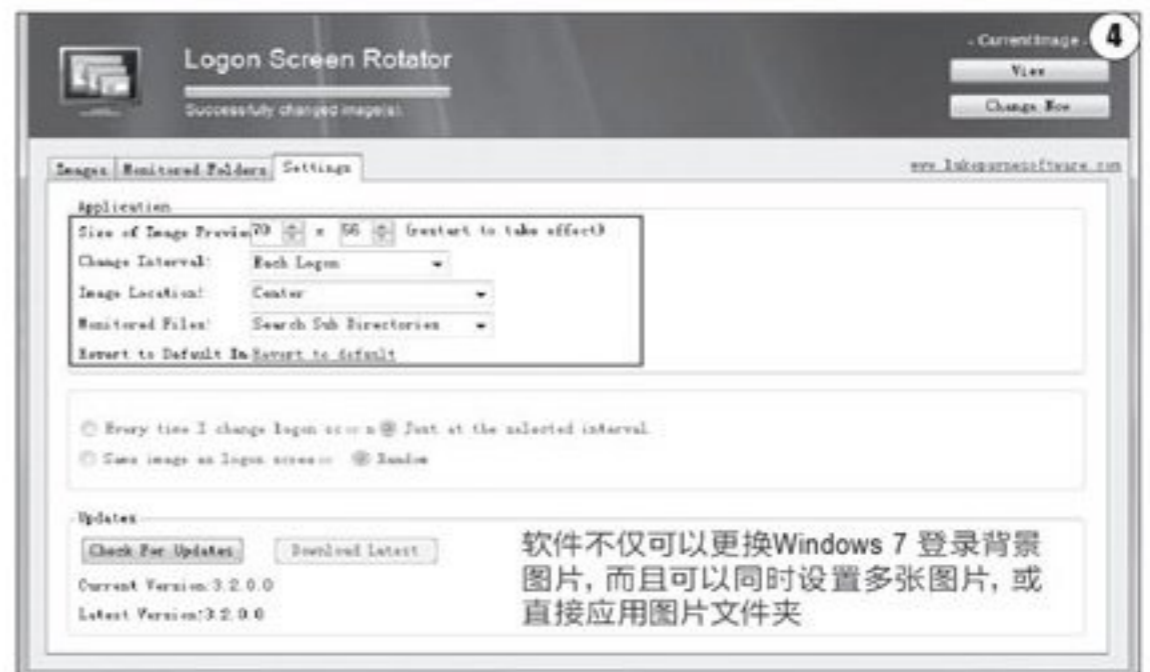 4
Logon Screen Rotator
Successfully changed image(s).
- Current Image -
View
Change Now
Images Monitored Folders Settings
Application
Size of Image Previe 70 x 56 (restart to take effect)
Change Interval: Each Logon
Image Location: Center
Monitored Files: Search Sub Directories
Revert to Default Im Revert to default
Every time I change logon Just at the selected interval
Same image as logon screen Random
Updates
Check For Updates Download Latest
Current Version:3.2.0.0
Latest Version:3.2.0.0
软件不仅可以更换Windows 7 登录背景
图片, 而且可以同时设置多张图片, 或
直接应用图片文件夹